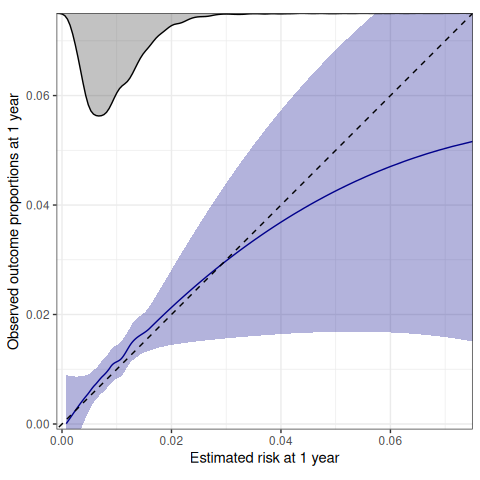 Observed outcome proportions at 1 year
0.06
0.04
0.02
0.00
0.00 0.02 0.04 0.06
Estimated risk at 1 year